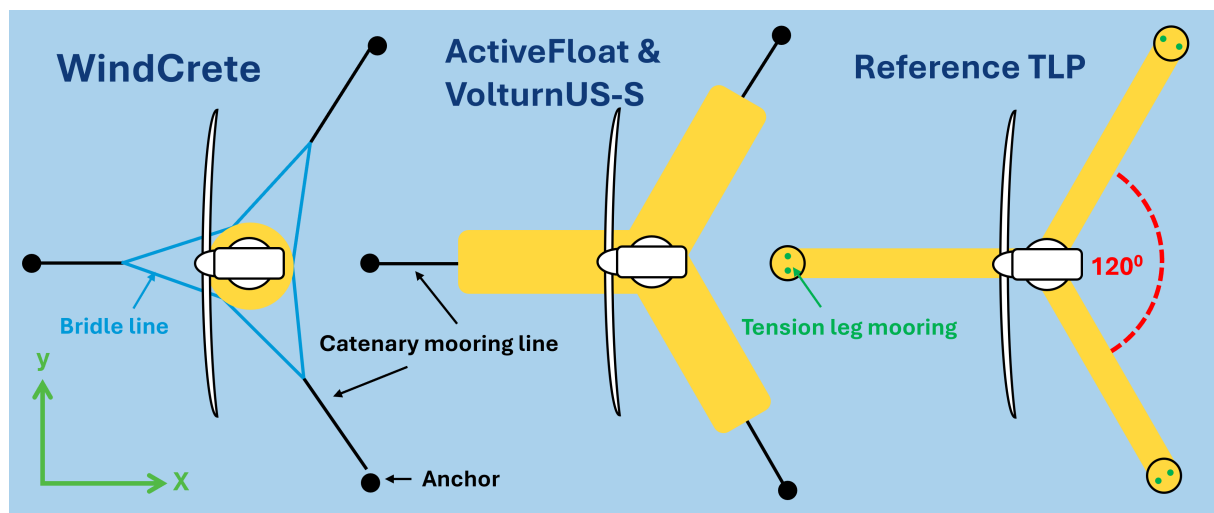 WindCrete
ActiveFloat &
VolturnUS-S
Reference TLP
120⁰
Bridle line
Tension leg mooring
Catenary mooring line
y
Anchor
X